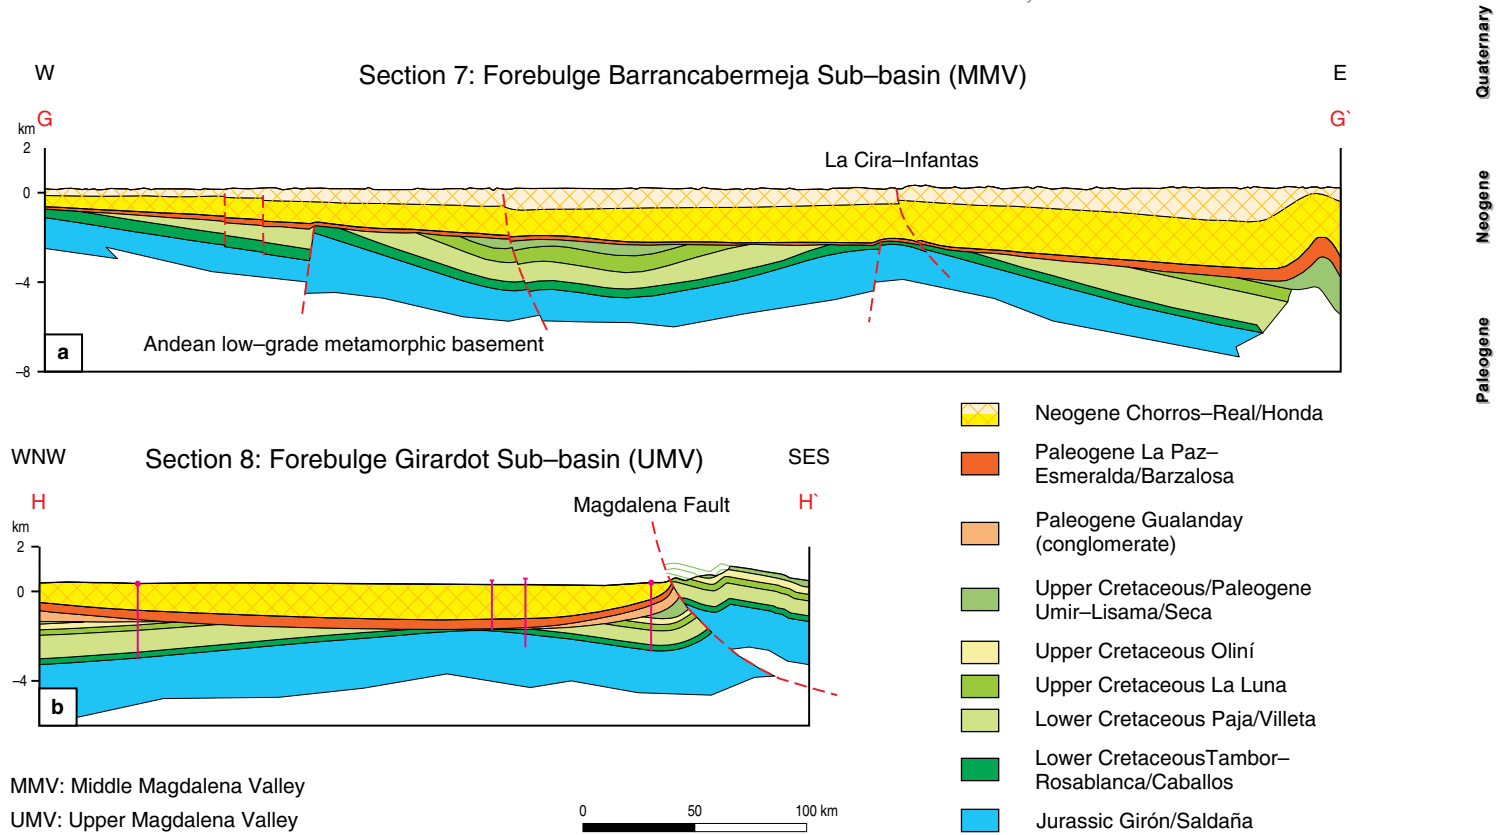 Quaternary
W
Section 7: Forebulge Barrancabermeja Sub–basin (MMV)
E
G
G`
km
2
0
–4
–8
La Cira–Infantas
Neogene
Andean low–grade metamorphic basement
a
Paleogene
WNW
Section 8: Forebulge Girardot Sub–basin (UMV)
SES
H
Magdalena Fault
H`
km
2
0
–4
b
Neogene Chorros–Real/Honda
Paleogene La Paz–
Esmeralda/Barzalosa
Paleogene Gualanday
(conglomerate)
Upper Cretaceous/Paleogene
Umir–Lisama/Seca
Upper Cretaceous Oliní
Upper Cretaceous La Luna
Lower Cretaceous Paja/Villeta
Lower CretaceousTambor–
Rosablanca/Caballos
Jurassic Girón/Saldaña
MMV: Middle Magdalena Valley
UMV: Upper Magdalena Valley
0 50 100 km